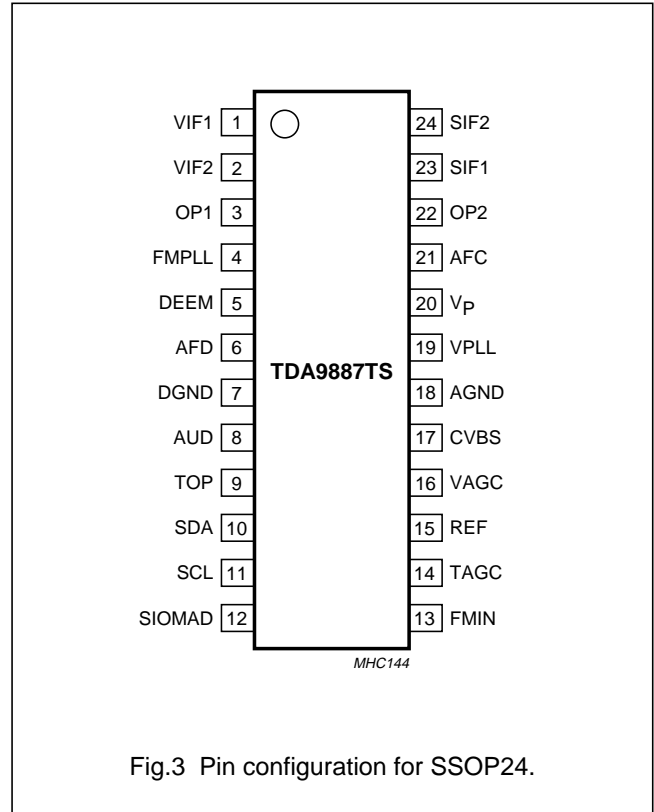 VIF1 1 24 SIF2
VIF2 2 23 SIF1
OP1 3 22 OP2
FMPLL 4 21 AFC
DEEM 5 20 VP
AFD 6 19 VPLL
TDA9887TS
DGND 7 18 AGND
AUD 8 17 CVBS
TOP 9 16 VAGC
SDA 10 15 REF
SCL 11 14 TAGC
SIOMAD 12 13 FMIN
MHC144
Fig.3 Pin configuration for SSOP24.